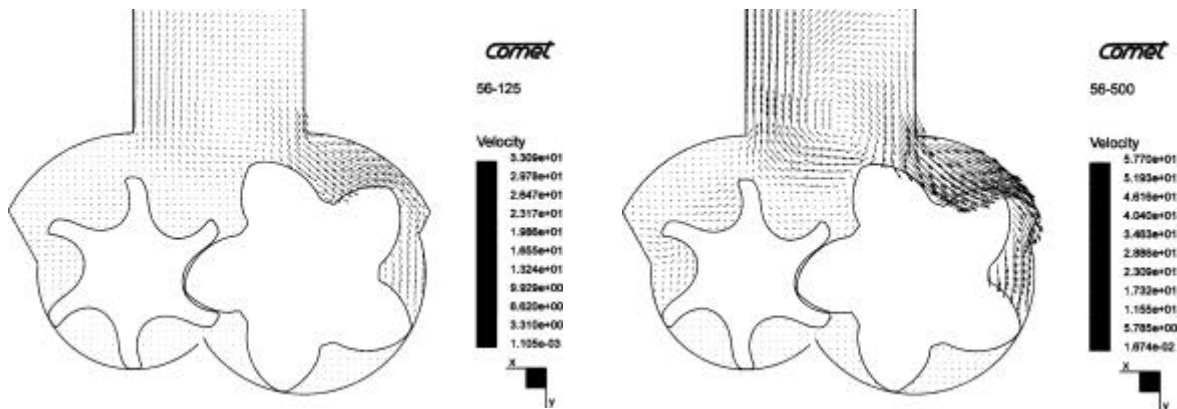 comet
56-125
Velocity
3.309e+01
2.978e+01
2.647e+01
2.317e+01
1.986e+01
1.655e+01
1.324e+01
9.929e+00
6.620e+00
3.310e+00
1.105e-03
x
y
comet
56-500
Velocity
5.770e+01
5.193e+01
4.616e+01
4.040e+01
3.463e+01
2.886e+01
2.309e+01
1.732e+01
1.155e+01
5.785e+00
1.674e-02
x
y